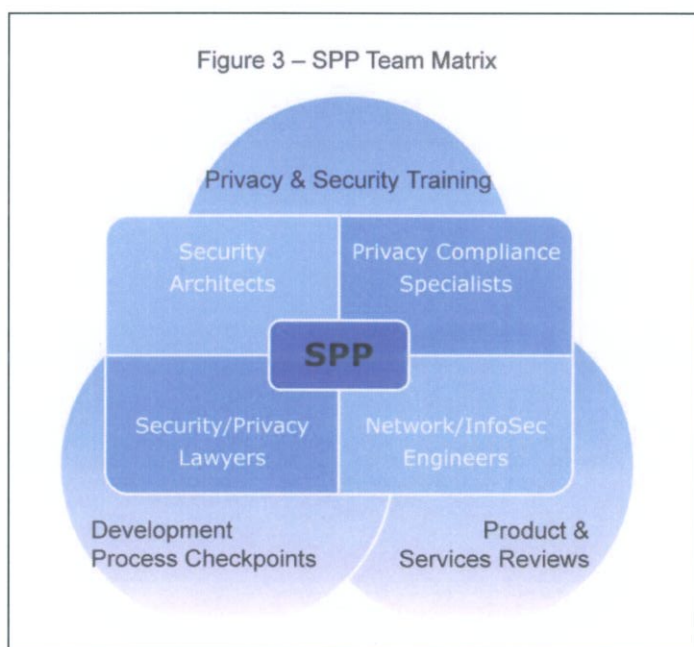 Figure 3 – SPP Team Matrix
Privacy & Security Training
Security
Architects
Privacy Compliance
Specialists
SPP
Security/Privacy
Lawyers
Network/InfoSec
Engineers
Development
Process Checkpoints
Product &
Services Reviews